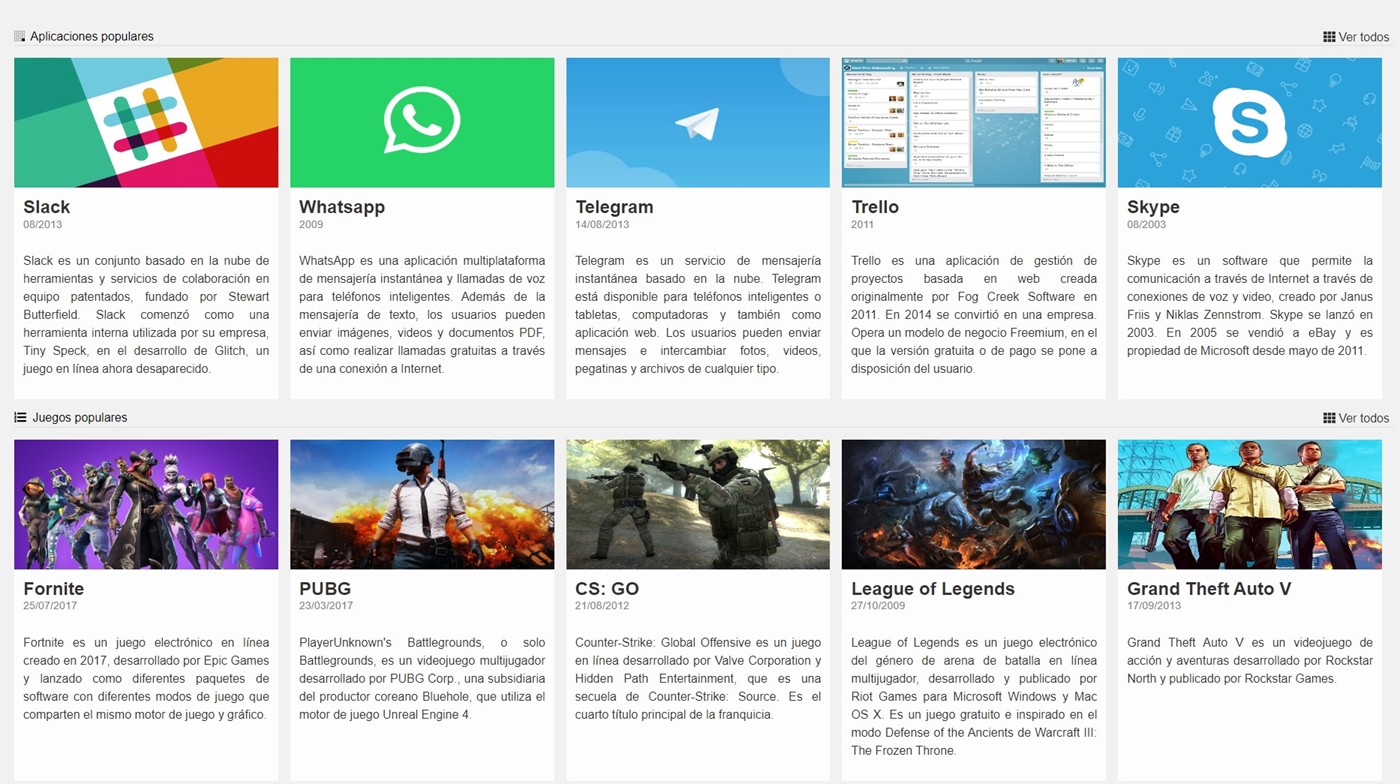 Aplicaciones populares
Ver todos
Slack
08/2013
Slack es un conjunto basado en la nube de
herramientas y servicios de colaboración en
equipo patentados, fundado por Stewart
Butterfield. Slack comenzó como una
herramienta interna utilizada por su empresa,
Tiny Speck, en el desarrollo de Glitch, un
juego en línea ahora desaparecido.
Whatsapp
2009
WhatsApp es una aplicación multiplataforma
de mensajería instantánea y llamadas de voz
para teléfonos inteligentes. Además de la
mensajería de texto, los usuarios pueden
enviar imágenes, videos y documentos PDF,
así como realizar llamadas gratuitas a través
de una conexión a Internet.
Telegram
14/08/2013
Telegram es un servicio de mensajería
instantánea basado en la nube. Telegram
está disponible para teléfonos inteligentes o
tabletas, computadoras y también como
aplicación web. Los usuarios pueden enviar
mensajes e intercambiar fotos, videos,
pegatinas y archivos de cualquier tipo.
Trello
2011
Trello es una aplicación de gestión de
proyectos basada en web creada
originalmente por Fog Creek Software en
2011. En 2014 se convirtió en una empresa.
Opera un modelo de negocio Freemium, en el
que la versión gratuita o de pago se pone a
disposición del usuario.
Skype
08/2003
Skype es un software que permite la
comunicación a través de Internet a través de
conexiones de voz y video, creado por Janus
Friis y Niklas Zennstrom. Skype se lanzó en
2003. En 2005 se vendió a eBay y es
propiedad de Microsoft desde mayo de 2011.
Juegos populares
Ver todos
Fornite
25/07/2017
Fortnite es un juego electrónico en línea
creado en 2017, desarrollado por Epic Games
y lanzado como diferentes paquetes de
software con diferentes modos de juego que
comparten el mismo motor de juego y gráfico.
PUBG
23/03/2017
PlayerUnknown's Battlegrounds, o solo
Battlegrounds, es un videojuego multijugador
desarrollado por PUBG Corp., una subsidiaria
del productor coreano Bluehole, que utiliza el
motor de juego Unreal Engine 4.
CS: GO
21/08/2012
Counter-Strike: Global Offensive es un juego
en línea desarrollado por Valve Corporation y
Hidden Path Entertainment, que es una
secuela de Counter-Strike: Source. Es el
cuarto título principal de la franquicia.
League of Legends
27/10/2009
League of Legends es un juego electrónico
del género de arena de batalla en línea
multijugador, desarrollado y publicado por
Riot Games para Microsoft Windows y Mac
OS X. Es un juego gratuito e inspirado en el
modo Defense of the Ancients de Warcraft III:
The Frozen Throne.
Grand Theft Auto V
17/09/2013
Grand Theft Auto V es un videojuego de
acción y aventuras desarrollado por Rockstar
North y publicado por Rockstar Games.